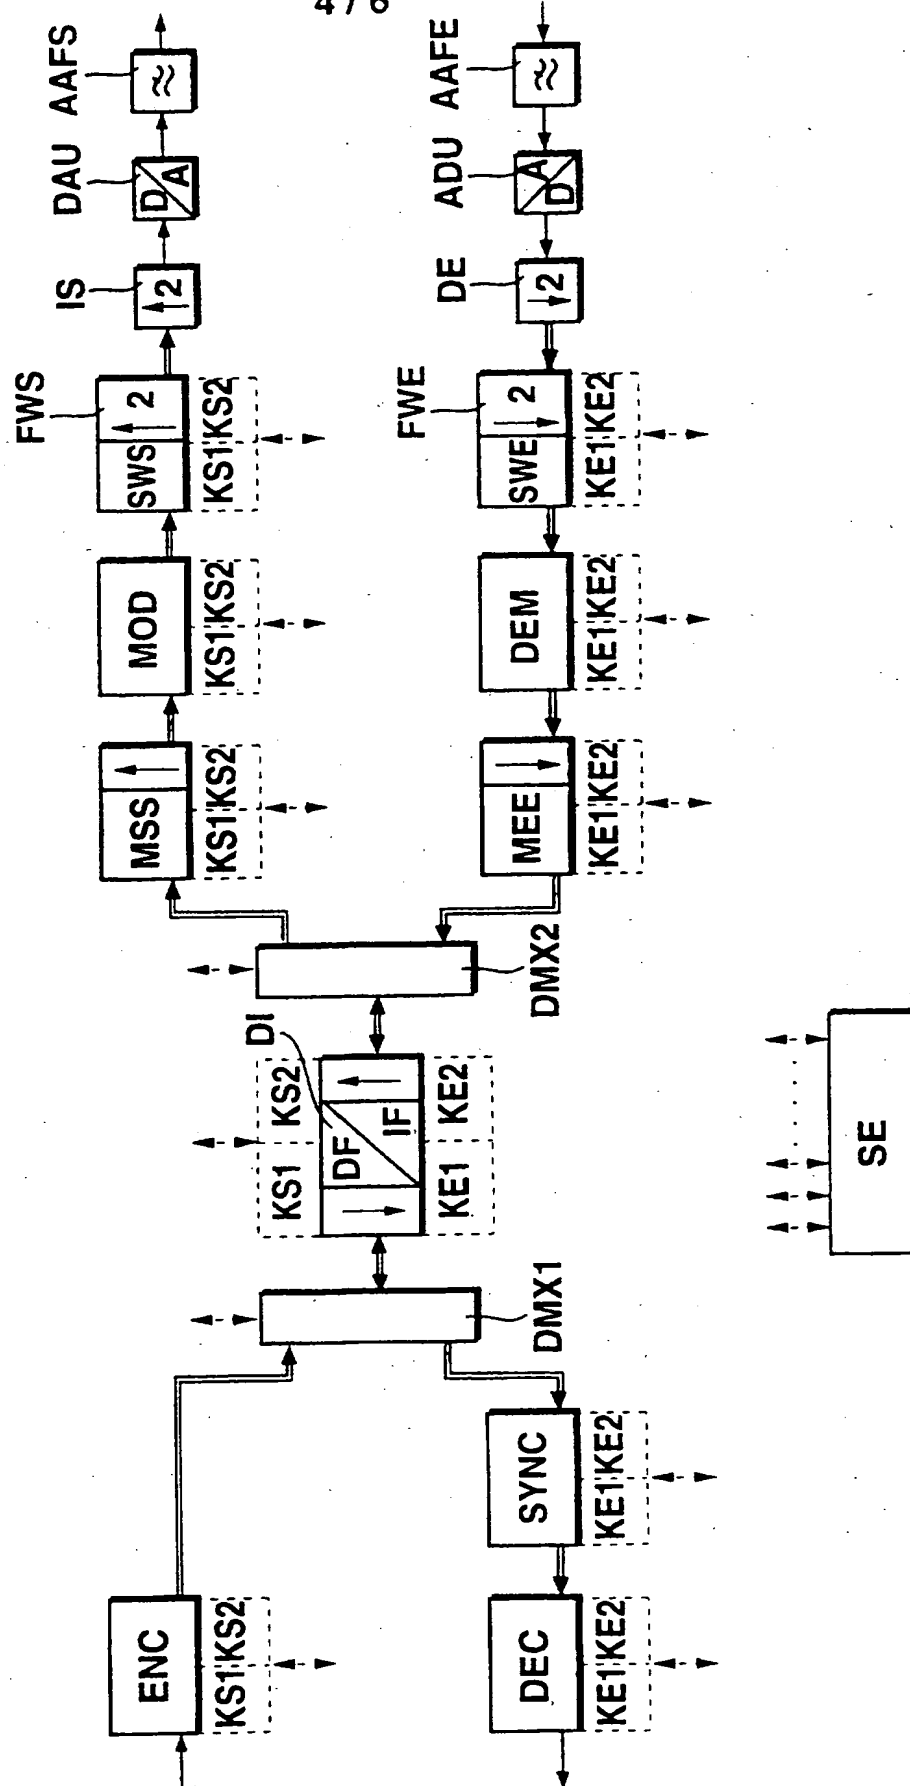 4/6
AAFS
DAU
D
A
IS
2
FWS
2
SWS
KS1 KS2
MOD
KS1 KS2
MSS
KS1 KS2
AAFE
ADU
A
D
DE
2
FWE
2
SWE
KE1 KE2
DEM
KE1 KE2
MEE
KE1 KE2
DMX2
DI
KS1 KS2
DF
IF
KE1 KE2
DMX1
SE
ENC
KS1 KS2
SYNC
KE1 KE2
DEC
KE1 KE2